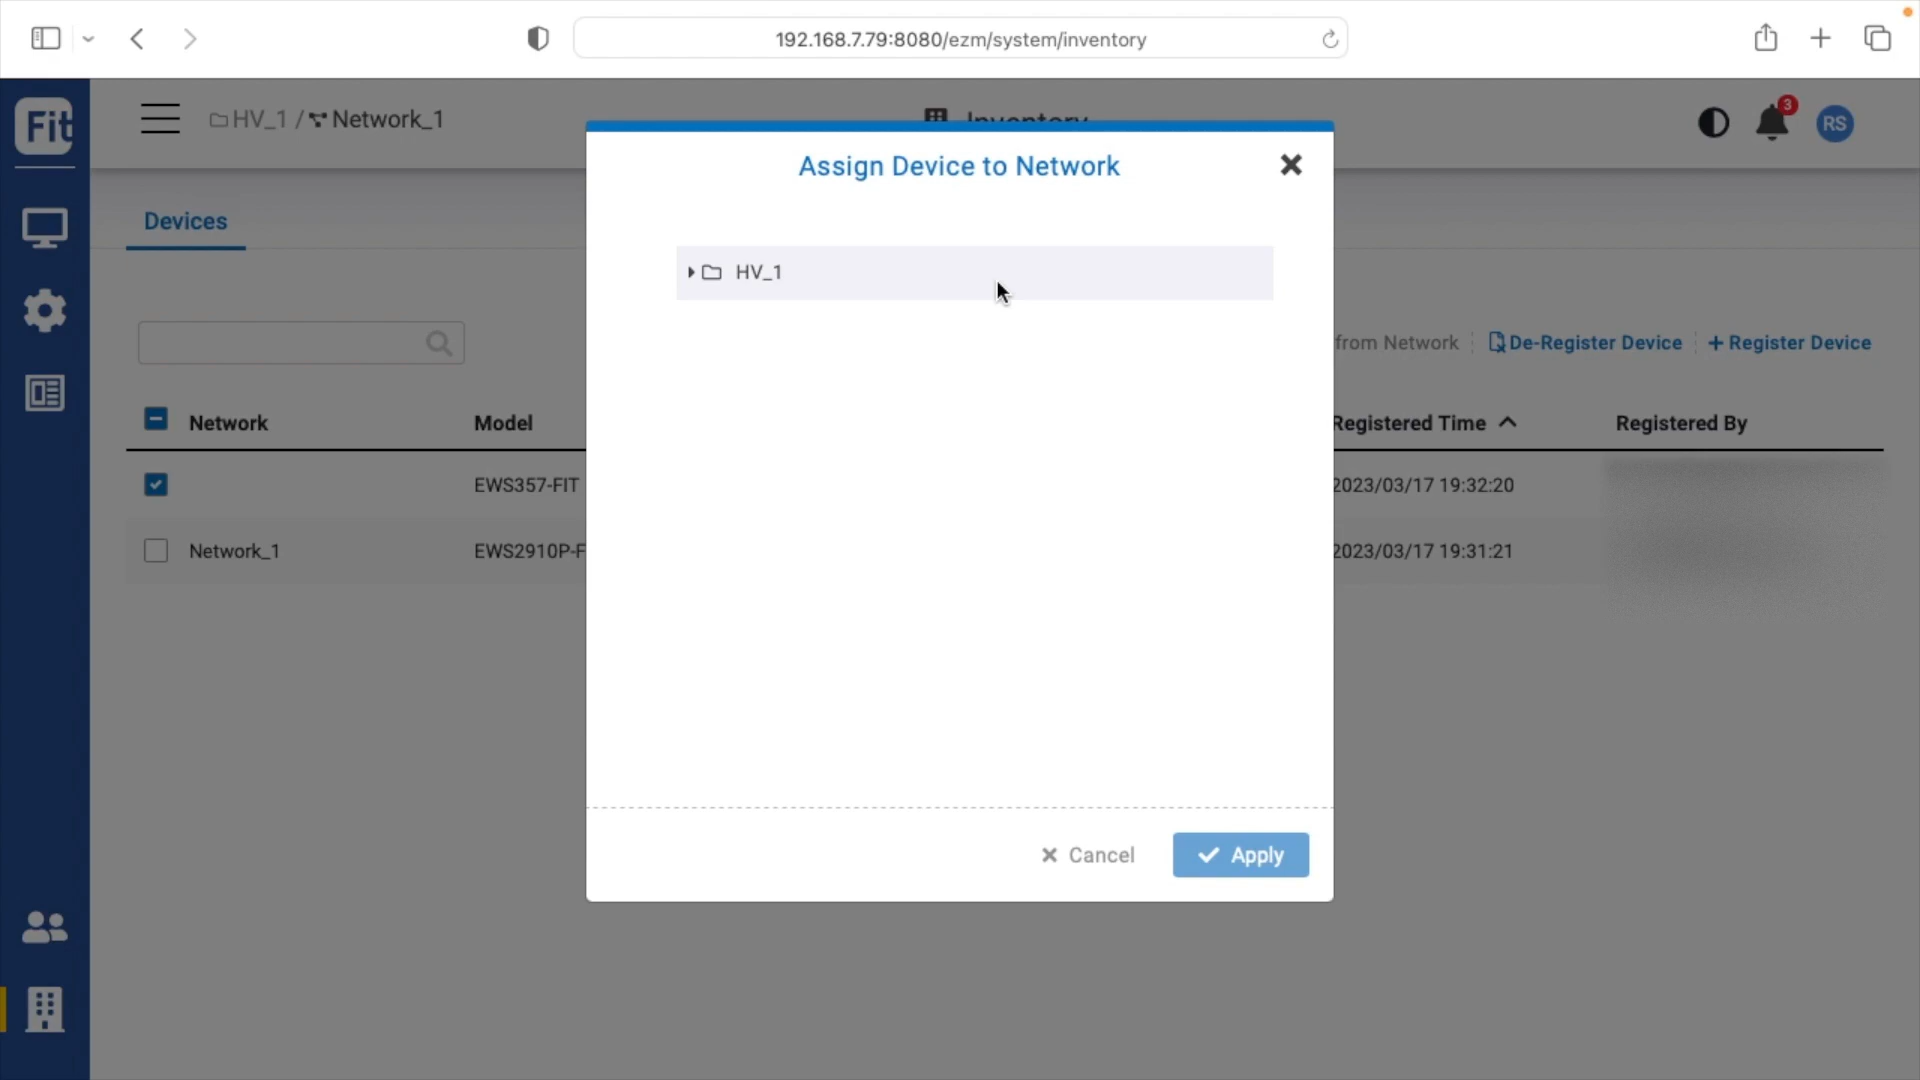 192.168.7.79:8080/ezm/system/inventory
Fit
HV_1 / Network_1
Inventory
3
RS
Assign Device to Network
Devices
HV_1
from Network
De-Register Device
+ Register Device
Network Model Registered Time Registered By
EWS357-FIT 2023/03/17 19:32:20
Network_1 EWS2910P-F 2023/03/17 19:31:21
Cancel
Apply